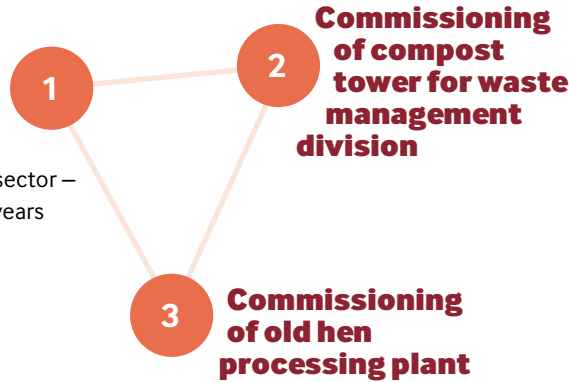 1
2
Commissioning
of compost
tower for waste
management
division
sector –
years
3
Commissioning
of old hen
processing plant